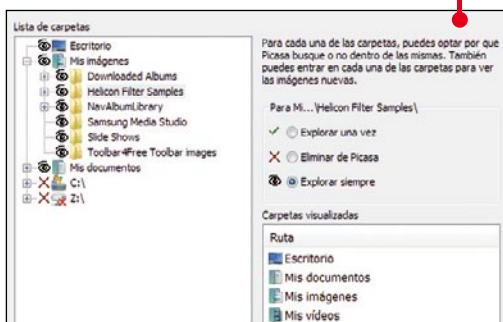 Lista de carpetas
Escritorio
Mis imágenes
Downloaded Albums
Helicon Filter Samples
NavAlbumLibrary
Samsung Media Studio
Slide Shows
Toolbar4Free Toolbar images
Mis documentos
C:\
Z:\
Para cada una de las carpetas, puedes optar por que
Picasa busque o no dentro de las mismas. También
puedes entrar en cada una de las carpetas para ver
las imágenes nuevas.
Para Mi...\Helicon Filter Samples\
Explorar una vez
Eliminar de Picasa
Explorar siempre
Carpetas visualizadas
Ruta
Escritorio
Mis documentos
Mis imágenes
Mis vídeos